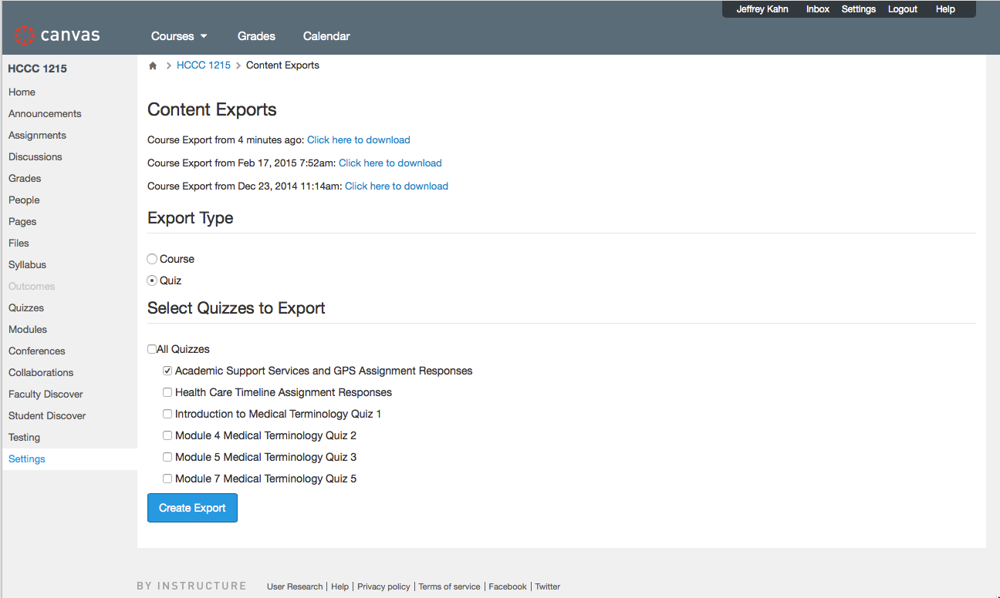 Jeffrey Kahn Inbox Settings Logout Help
canvas Courses Grades Calendar
HCCC 1215
Home
Announcements
Assignments
Discussions
Grades
People
Pages
Files
Syllabus
Outcomes
Quizzes
Modules
Conferences
Collaborations
Faculty Discover
Student Discover
Testing
Settings
HCCC 1215 Content Exports
Content Exports
Course Export from 4 minutes ago: Click here to download
Course Export from Feb 17, 2015 7:52am: Click here to download
Course Export from Dec 23, 2014 11:14am: Click here to download
Export Type
Course
Quiz
Select Quizzes to Export
All Quizzes
Academic Support Services and GPS Assignment Responses
Health Care Timeline Assignment Responses
Introduction to Medical Terminology Quiz 1
Module 4 Medical Terminology Quiz 2
Module 5 Medical Terminology Quiz 3
Module 7 Medical Terminology Quiz 5
Create Export
BY INSTRUCTURE User Research | Help | Privacy policy | Terms of service | Facebook | Twitter